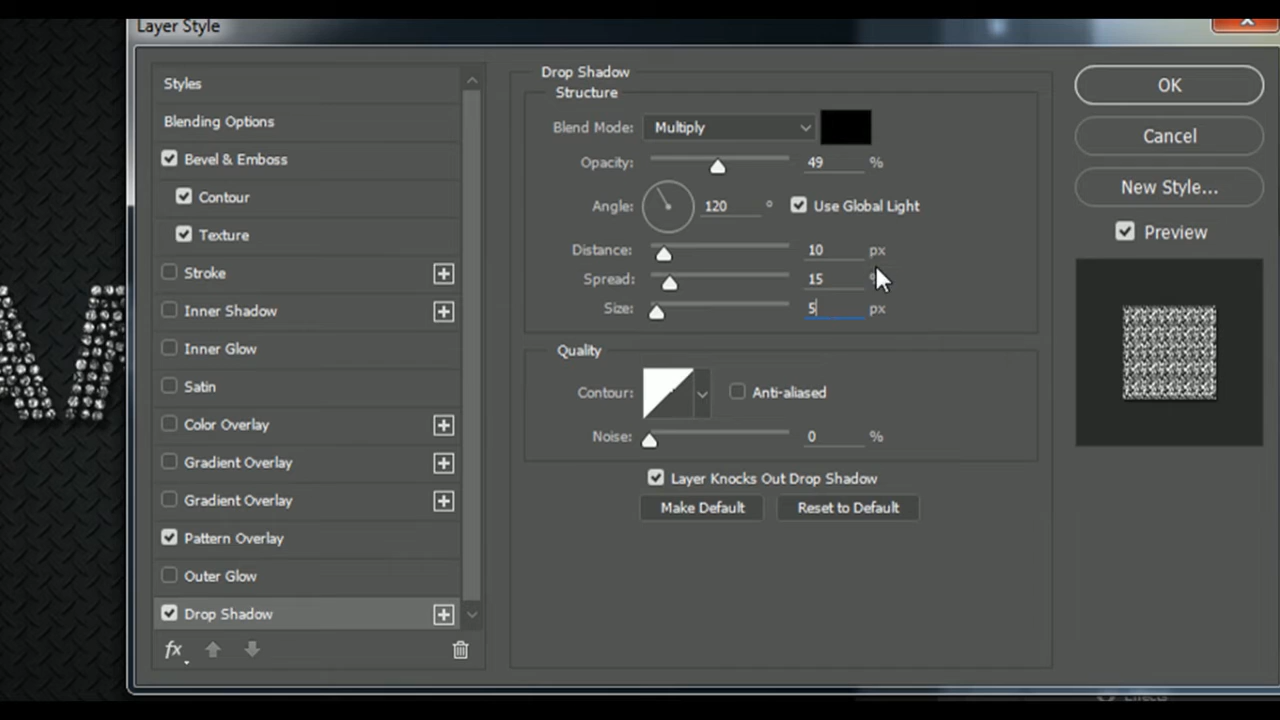 Layer Style
Styles
Blending Options
Bevel & Emboss
Contour
Texture
Stroke
Inner Shadow
Inner Glow
Satin
Color Overlay
Gradient Overlay
Gradient Overlay
Pattern Overlay
Outer Glow
Drop Shadow
fx
Drop Shadow
Structure
Blend Mode: Multiply
Opacity: 49 %
Angle: 120 ° Use Global Light
Distance: 10 px
Spread: 15
Size: 5 px
Quality
Contour: Anti-aliased
Noise: 0 %
Layer Knocks Out Drop Shadow
Make Default Reset to Default
OK
Cancel
New Style...
Preview